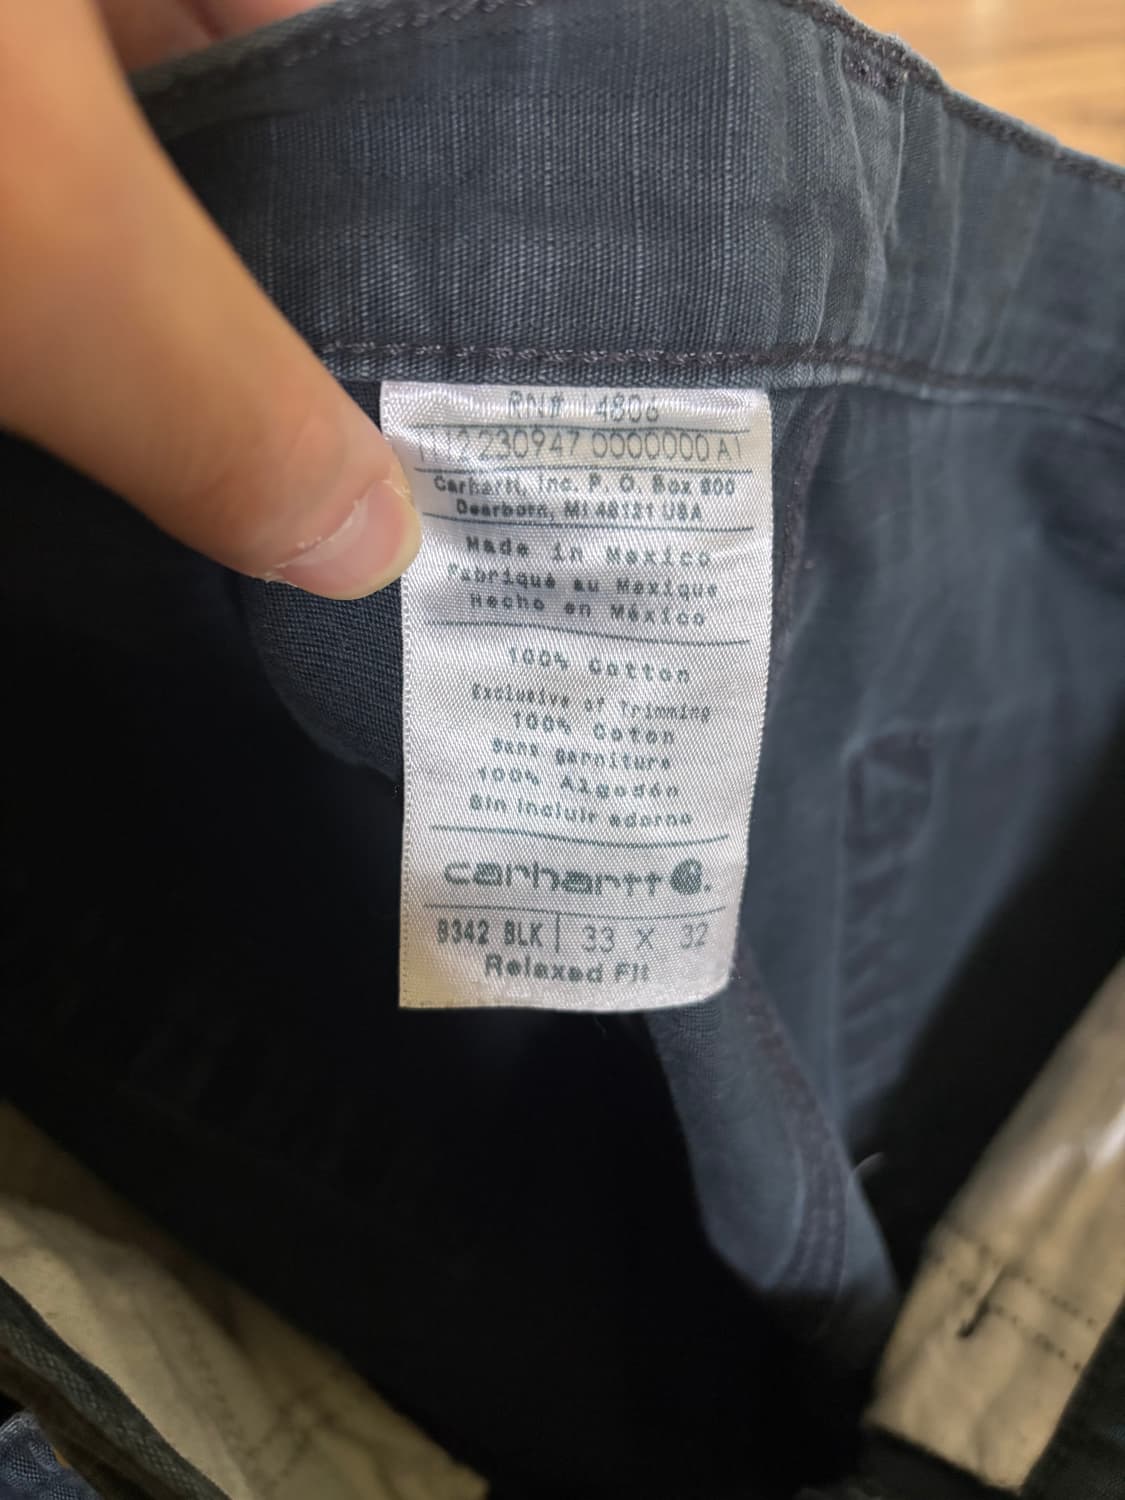 RN# 14806
230947 0000000 A1
Carhartt, Inc. P. O. Box 600
Dearborn, MI 48121 USA
Made in Mexico
Fabriqué au Mexique
Hecho en México
100% Cotton
Exclusive of Trimming
100% Coton
Sans garniture
100% Algodón
Sin incluir adorno
carhartt
B342 BLK 33 X 32
Relaxed Fit